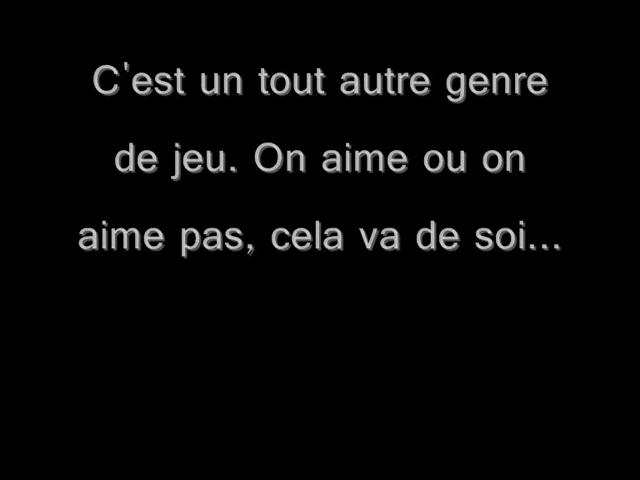 C'est un tout autre genre
de jeu. On aime ou on
aime pas, cela va de soi...